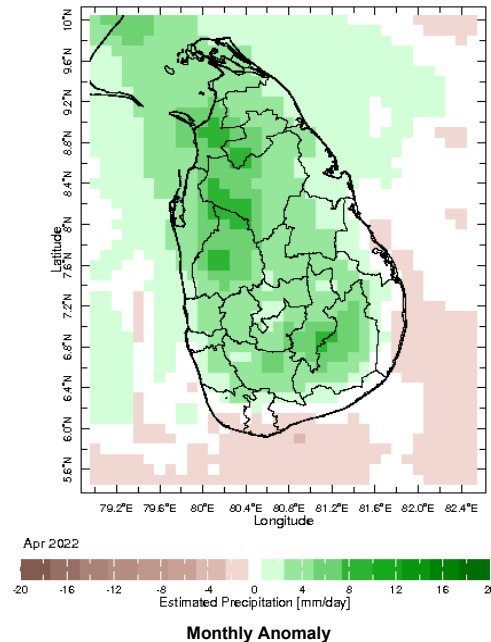 10°N
9.6°N
9.2°N
8.8°N
8.4°N
8°N
7.6°N
7.2°N
6.8°N
6.4°N
6.0°N
5.6°N
Latitude
79.2°E 79.6°E 80°E 80.4°E 80.8°E 81.2°E 81.6°E 82.0°E 82.4°E
Longitude
Apr 2022
-20 -16 -12 -8 -4 0 4 8 12 16 20
Estimated Precipitation [mm/day]
Monthly Anomaly